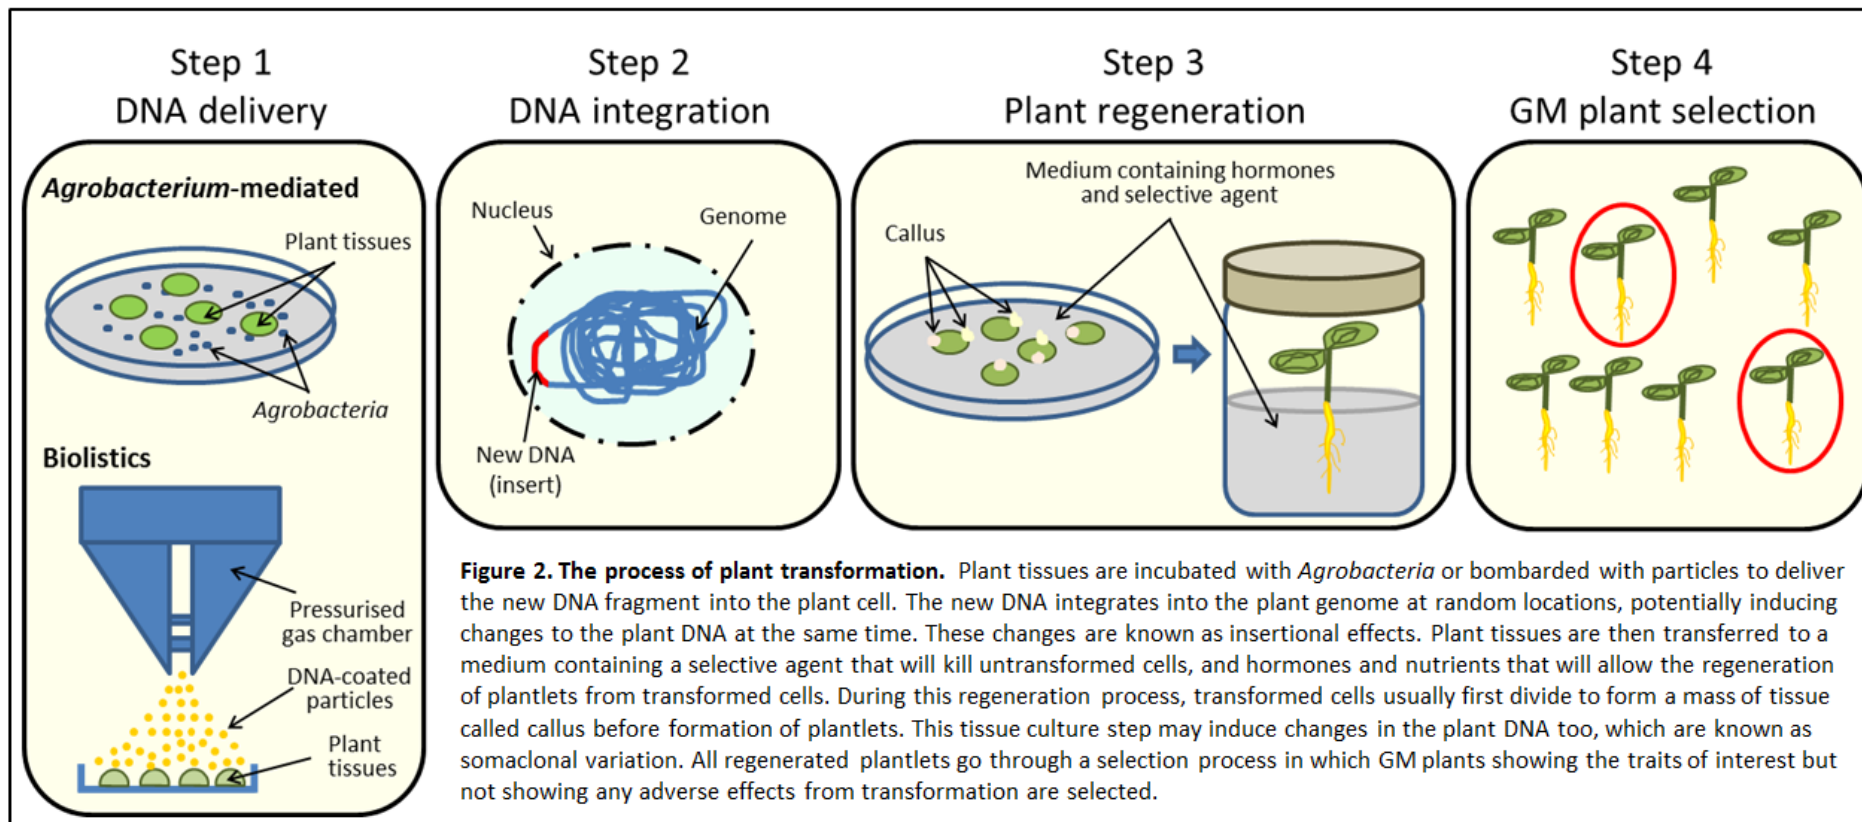 Step 1
DNA delivery
Step 2
DNA integration
Step 3
Plant regeneration
Step 4
GM plant selection
Agrobacterium-mediated
Plant tissues
Agrobacteria
Biolistics
Pressurised
gas chamber
DNA-coated
particles
Plant
tissues
Nucleus
Genome
New DNA
(insert)
Medium containing hormones
and selective agent
Callus
Figure 2. The process of plant transformation. Plant tissues are incubated with Agrobacteria or bombarded with particles to deliver
the new DNA fragment into the plant cell. The new DNA integrates into the plant genome at random locations, potentially inducing
changes to the plant DNA at the same time. These changes are known as insertional effects. Plant tissues are then transferred to a
medium containing a selective agent that will kill untransformed cells, and hormones and nutrients that will allow the regeneration
of plantlets from transformed cells. During this regeneration process, transformed cells usually first divide to form a mass of tissue
called callus before formation of plantlets. This tissue culture step may induce changes in the plant DNA too, which are known as
somaclonal variation. All regenerated plantlets go through a selection process in which GM plants showing the traits of interest but
not showing any adverse effects from transformation are selected.